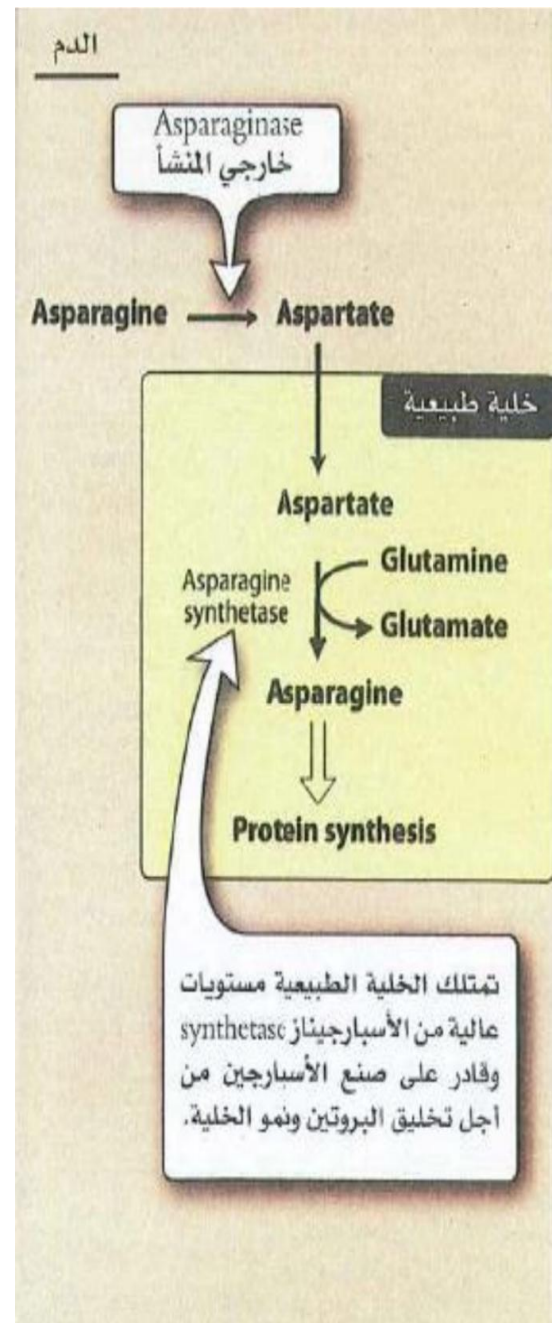 الدم
Asparaginase
خارجي المنشأ
Asparagine → Aspartate
خلية طبيعية
Aspartate
Glutamine
Asparagine
synthetase
Glutamate
Asparagine
Protein synthesis
تمتلك الخلية الطبيعية مستويات
عالية من الأسبارجيناز synthetase
وقادر على صنع الأسبارجين من
أجل تخليق البروتين ونمو الخلية.